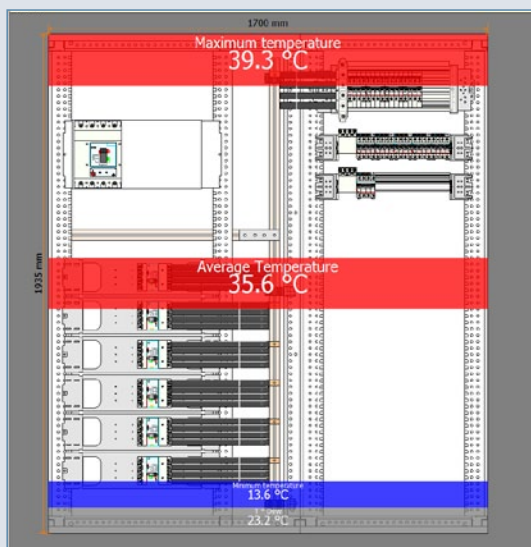 1700 mm
Maximum temperature
39.3 °C
1935 mm
Average Temperature
35.6 °C
Minimum temperature
13.6 °C
23.2 °C